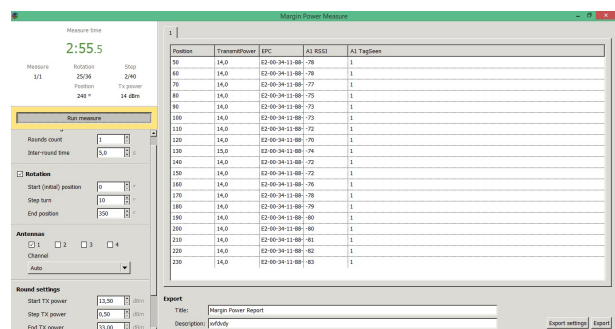 Margin Power Measure
Measure time
2:55.5
Measure Rotation Step
1/1 25/36 2/40
Position Tx power
240 ° 14 dBm
Run measure
Rounds count 1
Inter-round time 5,0 s
Rotation
Start (initial) position 0 °
Step turn 10 °
End position 350 °
Antennas
1 2 3 4
Channel
Auto
Round settings
Start TX power 13,50 dBm
Step TX power 0,50 dBm
End TX power 33,00 dBm
1
Position TransmitPower EPC A1 RSSI A1 TagSeen
50 14,0 E2-00-34-11-B8- -78 1
60 14,0 E2-00-34-11-B8- -78 1
70 14,0 E2-00-34-11-B8- -77 1
80 14,0 E2-00-34-11-B8- -75 1
90 14,0 E2-00-34-11-B8- -73 1
100 14,0 E2-00-34-11-B8- -73 1
110 14,0 E2-00-34-11-B8- -72 1
120 14,0 E2-00-34-11-B8- -70 1
130 15,0 E2-00-34-11-B8- -74 1
140 14,0 E2-00-34-11-B8- -72 1
150 14,0 E2-00-34-11-B8- -72 1
160 14,0 E2-00-34-11-B8- -76 1
170 14,0 E2-00-34-11-B8- -78 1
180 14,0 E2-00-34-11-B8- -79 1
190 14,0 E2-00-34-11-B8- -80 1
200 14,0 E2-00-34-11-B8- -80 1
210 14,0 E2-00-34-11-B8- -81 1
220 14,0 E2-00-34-11-B8- -82 1
230 14,0 E2-00-34-11-B8- -83 1
Export
Title: Margin Power Report
Description:
Export settings Export